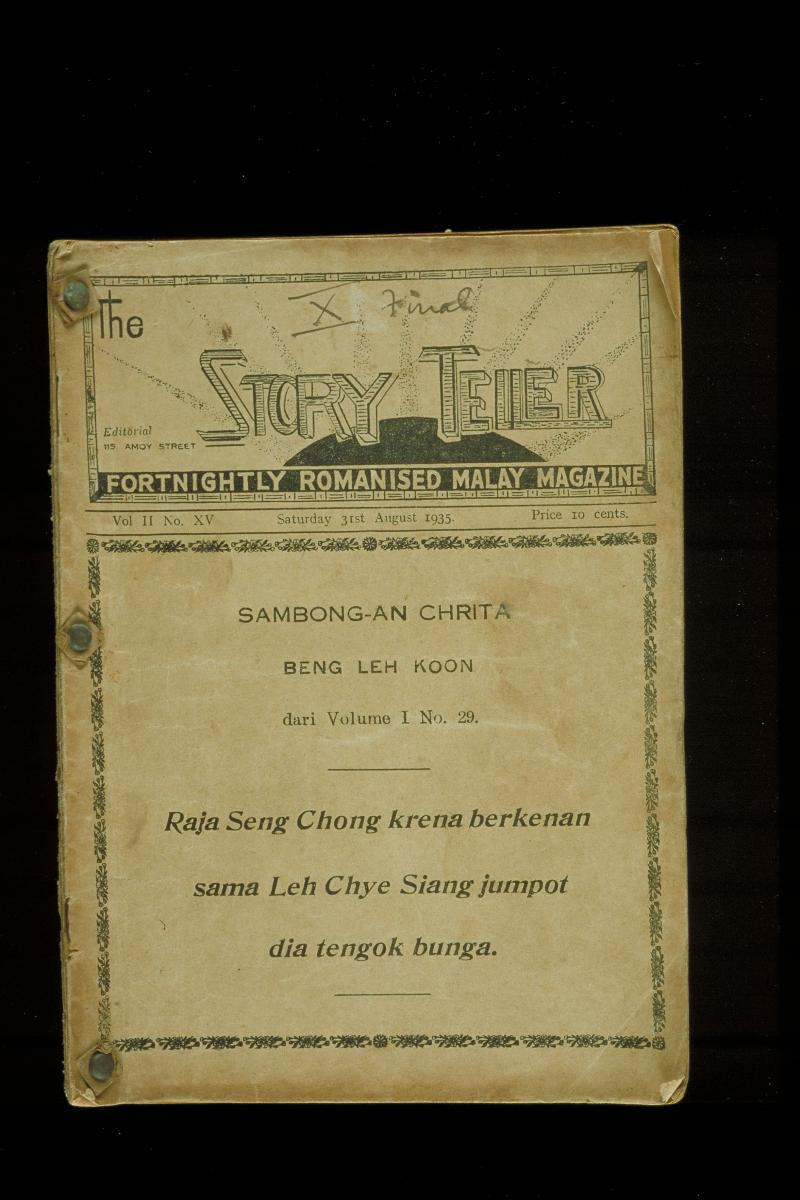 X Final
The
STORY TELLER
Editorial
115 AMOY STREET
FORTNIGHTLY ROMANISED MALAY MAGAZINE
Vol II No. XV Saturday 31st August 1935. Price 10 cents.
SAMBONG-AN CHRITA
BENG LEH KOON
dari Volume I No. 29.
Raja Seng Chong krena berkenan
sama Leh Chye Siang jumpot
dia tengok bunga.